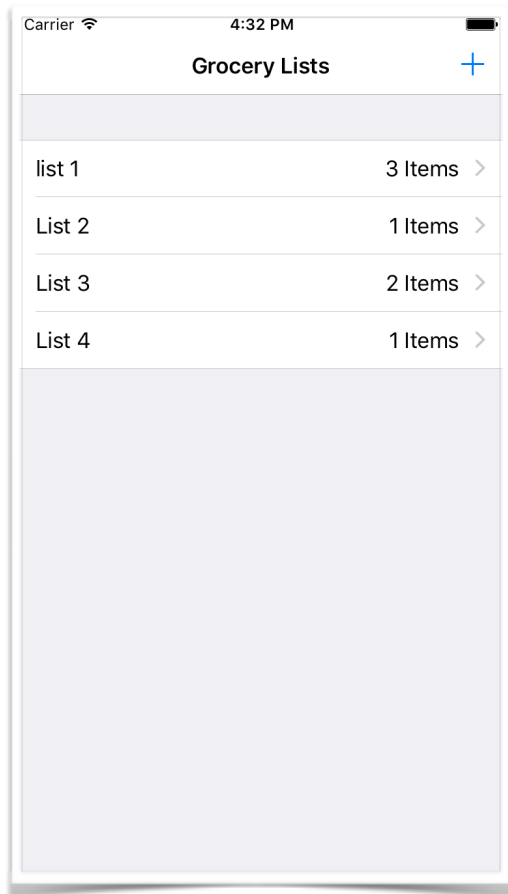 Carrier 4:32 PM
Grocery Lists +
list 1 3 Items
List 2 1 Items
List 3 2 Items
List 4 1 Items